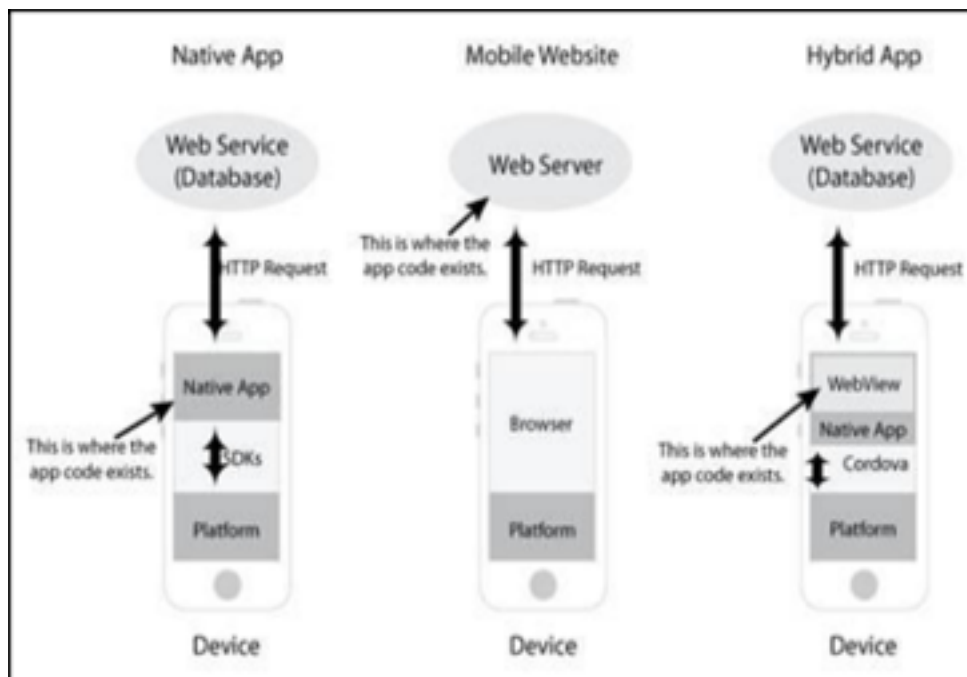 Native App
Web Service
(Database)
HTTP Request
Native App
This is where the
app code exists.
SDKs
Platform
Device
Mobile Website
Web Server
This is where the
app code exists.
HTTP Request
Browser
Platform
Device
Hybrid App
Web Service
(Database)
HTTP Request
WebView
Native App
This is where the
app code exists.
Cordova
Platform
Device